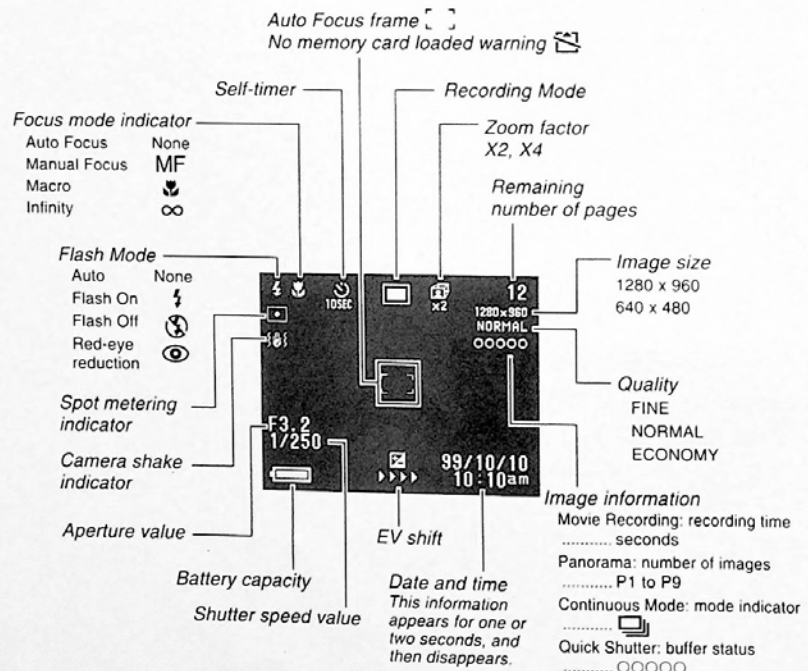 Auto Focus frame [ ]
No memory card loaded warning
Self-timer
Recording Mode
Focus mode indicator
Auto Focus None
Manual Focus MF
Macro
Infinity ∞
Zoom factor
X2, X4
Remaining
number of pages
Flash Mode
Auto None
Flash On
Flash Off
Red-eye
reduction
Image size
1280 x 960
640 x 480
10SEC
x2
12
1280x960
NORMAL
○○○○○
Quality
FINE
NORMAL
ECONOMY
Spot metering
indicator
Camera shake
indicator
F3.2
1/250
99/10/10
10:10am
Aperture value
EV shift
Image information
Movie Recording: recording time
............ seconds
Panorama: number of images
............ P1 to P9
Continuous Mode: mode indicator
............
Quick Shutter: buffer status
............ ○○○○○
Battery capacity
Shutter speed value
Date and time
This information
appears for one or
two seconds, and
then disappears.